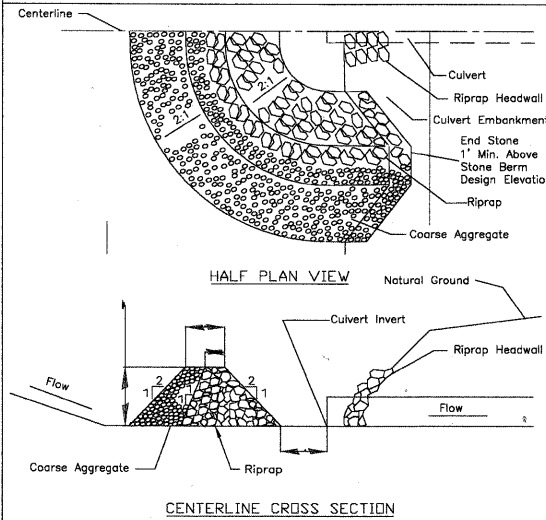 Centerline
2:1
2:1
Culvert
Riprap Headwall
Culvert Embankment
End Stone
1' Min. Above
Stone Berm
Design Elevatio
Riprap
Coarse Aggregate
HALF PLAN VIEW
Natural Ground
Culvert Invert
Riprap Headwall
Flow
2
1
1
1
2
1
Flow
Coarse Aggregate
Riprap
CENTERLINE CROSS SECTION